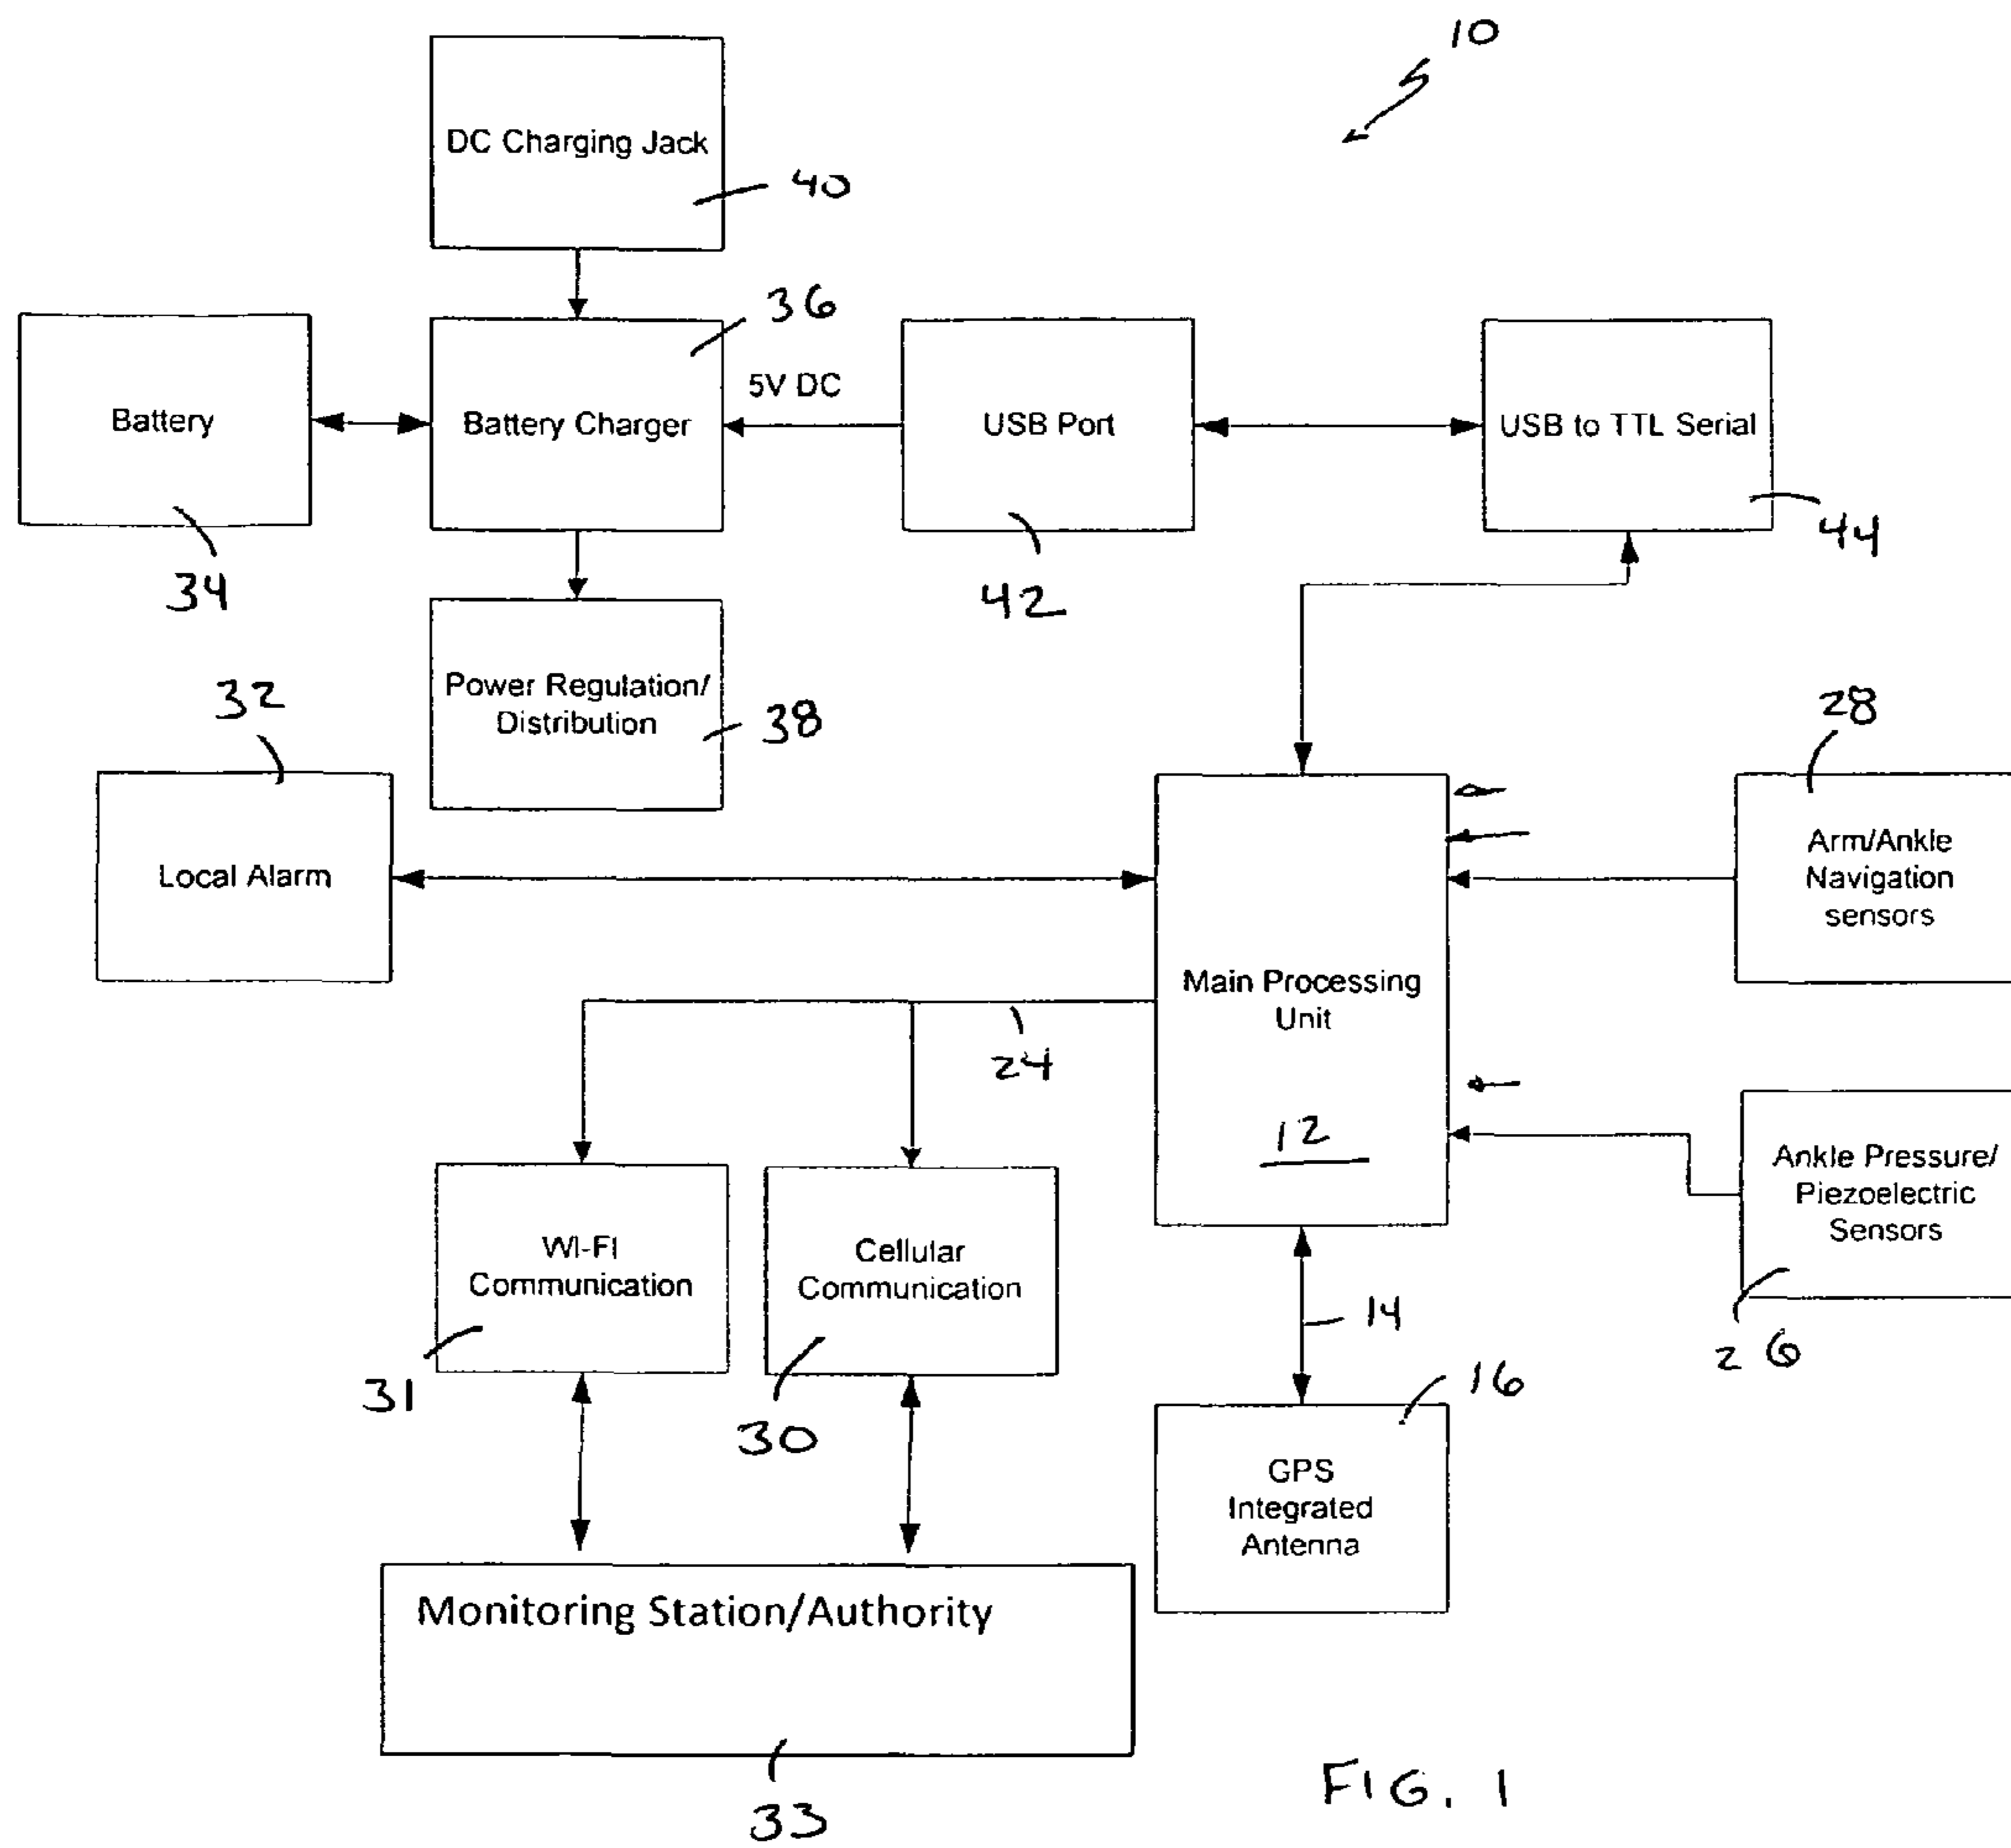 10
DC Charging Jack
40
36
Battery
Battery Charger
5V DC
USB Port
USB to TTL Serial
34
42
44
Power Regulation/
Distribution
38
32
28
Local Alarm
Arm/Ankle
Navigation
sensors
Main Processing
Unit
12
24
Ankle Pressure/
Piezoelectric
Sensors
26
WI-FI
Communication
31
Cellular
Communication
30
14
16
GPS
Integrated
Antenna
Monitoring Station/Authority
33
FIG. 1